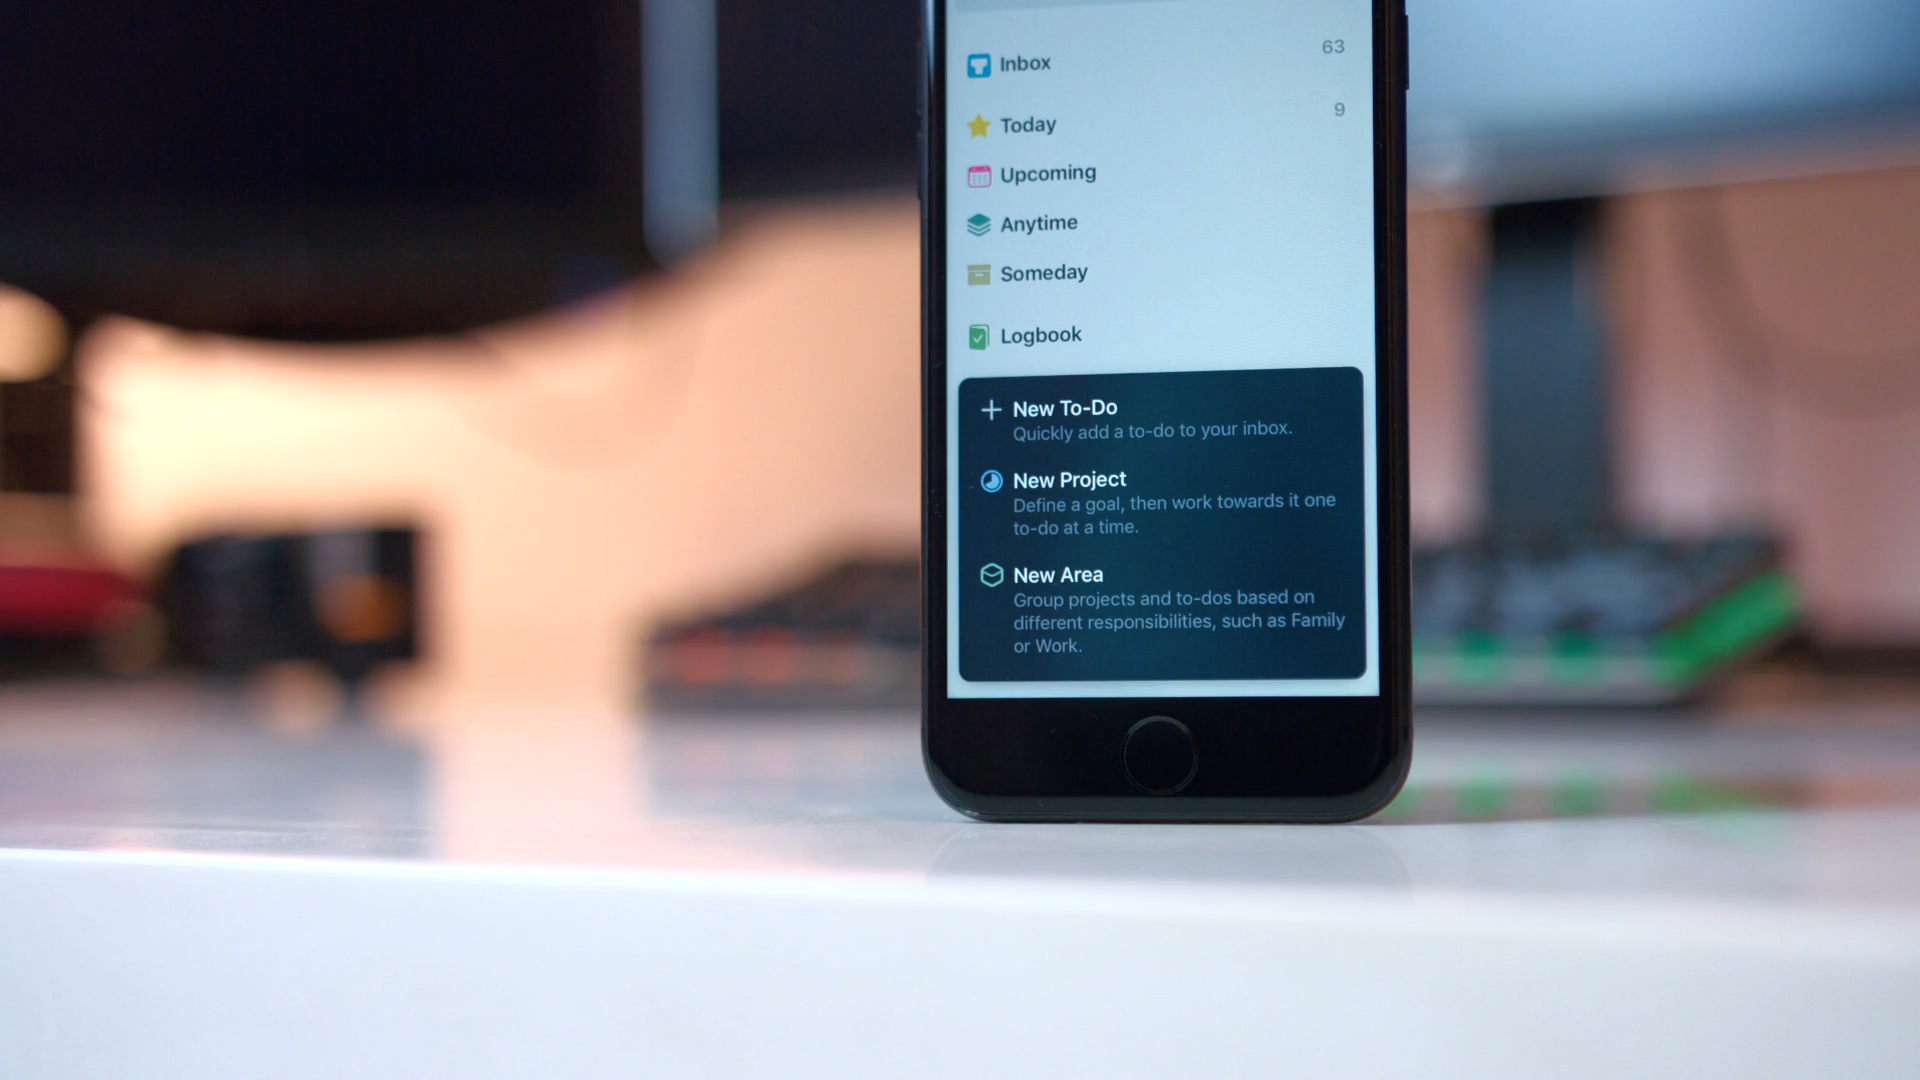 Inbox 63
Today 9
Upcoming
Anytime
Someday
Logbook
New To-Do
Quickly add a to-do to your inbox.
New Project
Define a goal, then work towards it one
to-do at a time.
New Area
Group projects and to-dos based on
different responsibilities, such as Family
or Work.